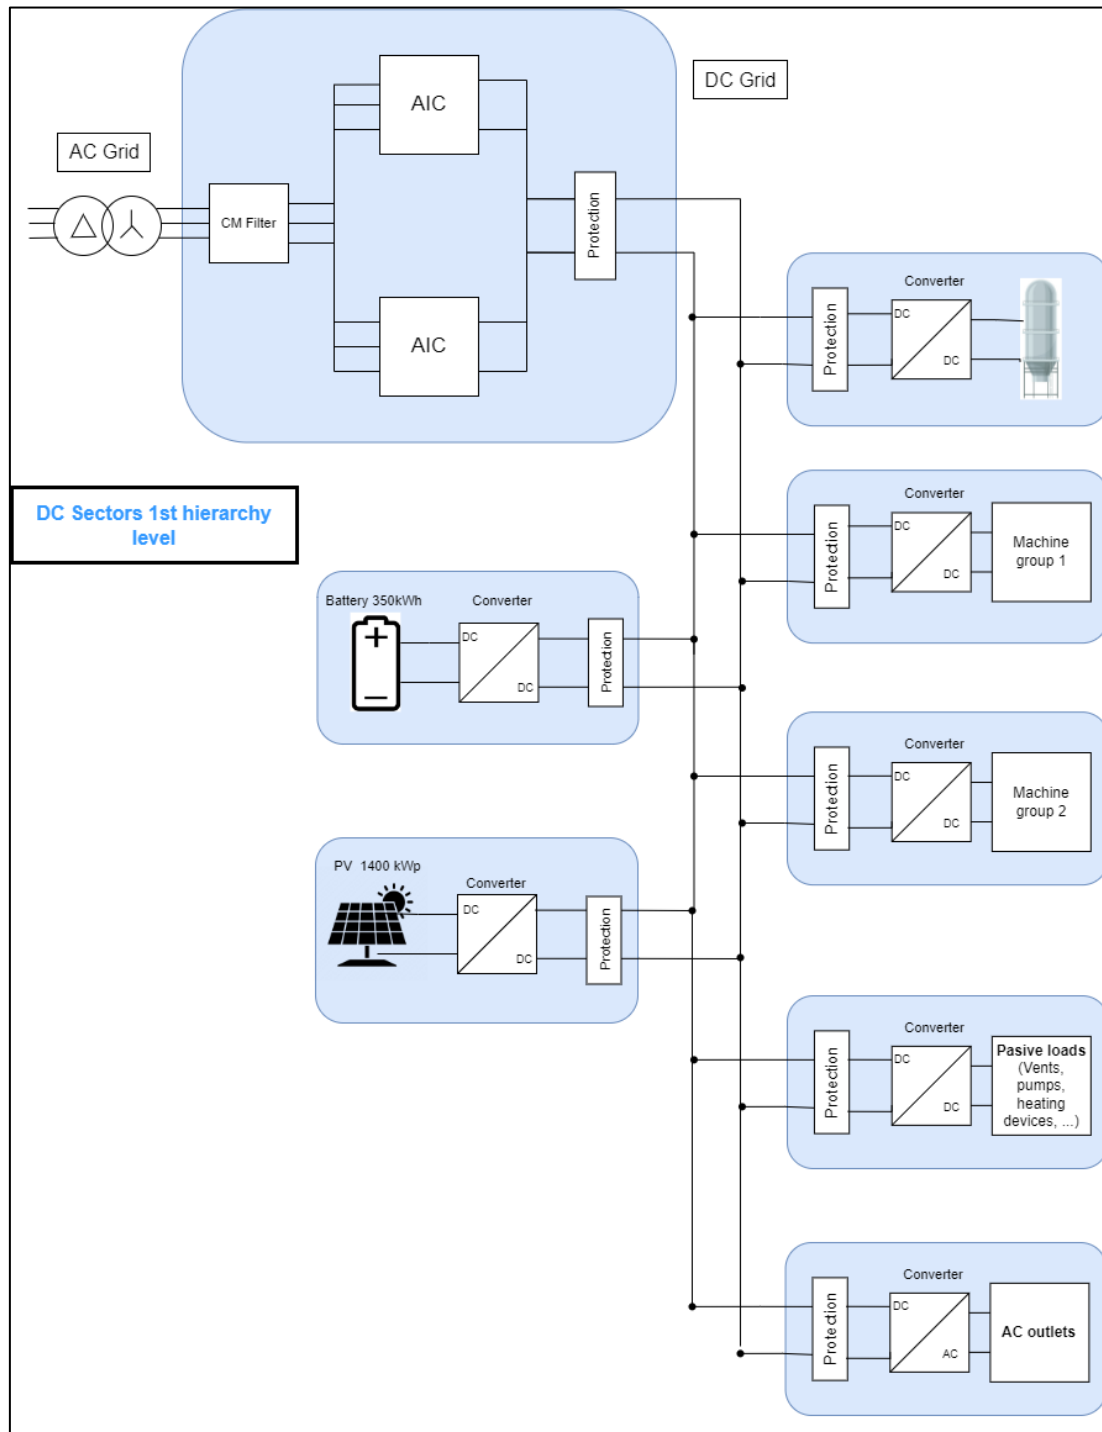 AIC
DC Grid
AC Grid
CM Filter
Protection
AIC
Converter
DC
DC
Protection
DC Sectors 1st hierarchy
level
Converter
DC
DC
Protection
Machine
group 1
Battery 350kWh
Converter
DC
DC
Protection
Converter
DC
DC
Protection
Machine
group 2
PV 1400 kWp
Converter
DC
DC
Protection
Converter
DC
DC
Protection
Pasive loads
(Vents,
pumps,
heating
devices, ...)
Converter
DC
AC
Protection
AC outlets